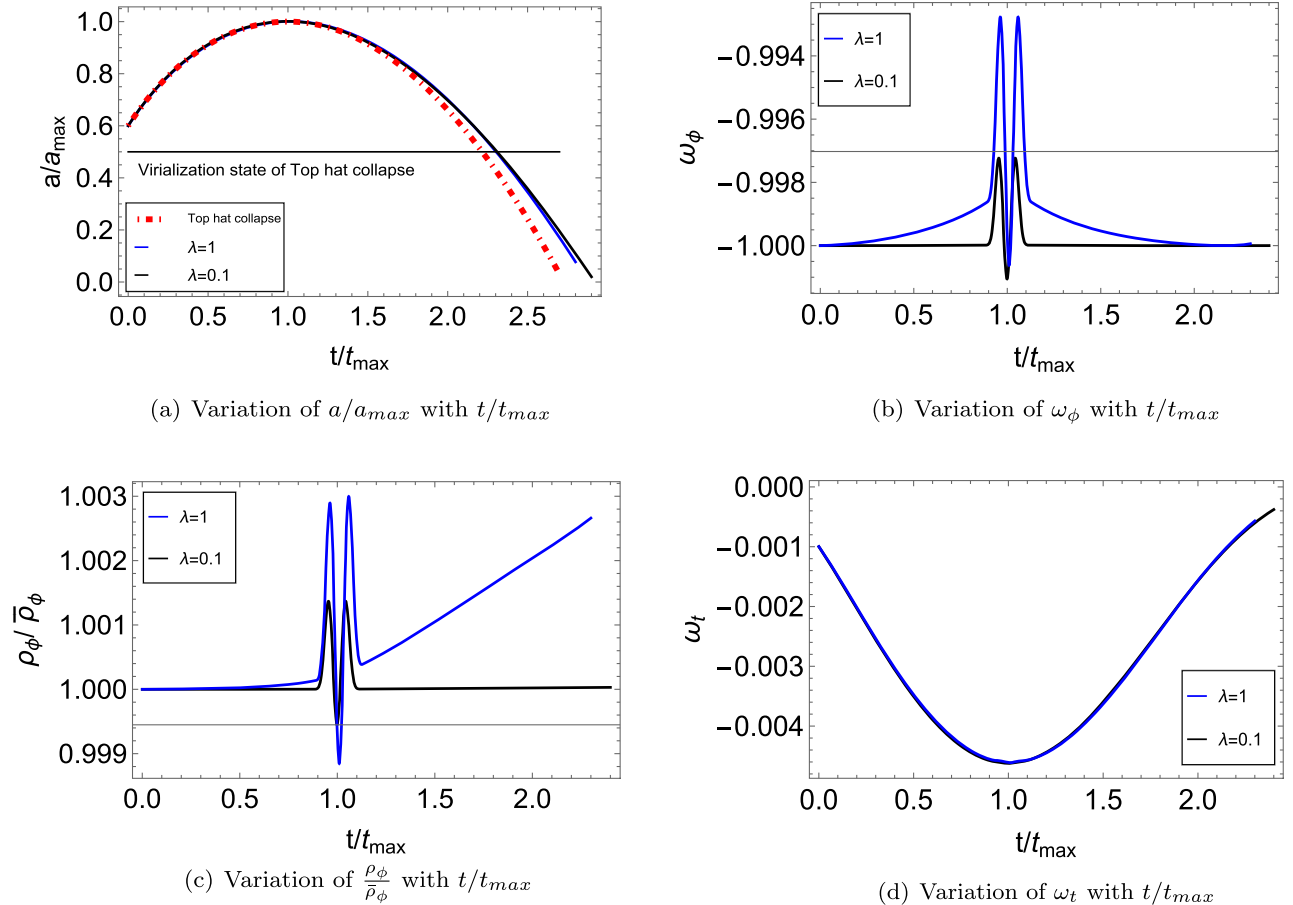 1.0
0.8
0.6
0.4
0.2
0.0
a/a_max
Virialization state of Top hat collapse
Top hat collapse
λ=1
λ=0.1
0.0 0.5 1.0 1.5 2.0 2.5
t/t_max
(a) Variation of a/a_max with t/t_max
−0.994
−0.996
−0.998
−1.000
ω_ϕ
λ=1
λ=0.1
0.0 0.5 1.0 1.5 2.0
t/t_max
(b) Variation of ω_ϕ with t/t_max
1.003
1.002
1.001
1.000
0.999
ρ_ϕ/ρ̄_ϕ
λ=1
λ=0.1
0.0 0.5 1.0 1.5 2.0
t/t_max
(c) Variation of ρ_ϕ/ρ̄_ϕ with t/t_max
0.000
−0.001
−0.002
−0.003
−0.004
ω_t
λ=1
λ=0.1
0.0 0.5 1.0 1.5 2.0
t/t_max
(d) Variation of ω_t with t/t_max